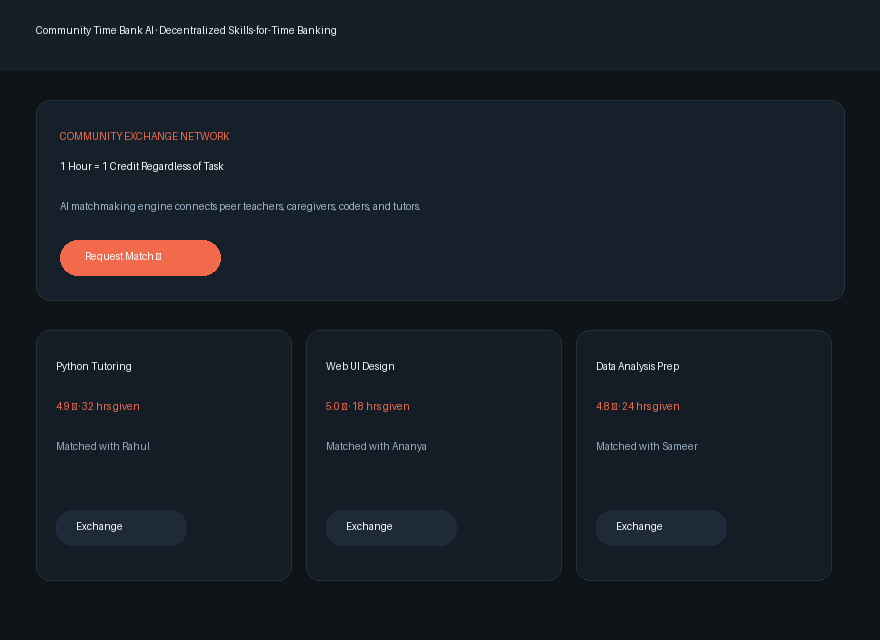 Community Time Bank AI · Decentralized Skills-for-Time Banking
COMMUNITY EXCHANGE NETWORK
1 Hour = 1 Credit Regardless of Task
AI matchmaking engine connects peer teachers, caregivers, coders, and tutors.
Request Match
Python Tutoring
4.9 · 32 hrs given
Matched with Rahul
Exchange
Web UI Design
5.0 · 18 hrs given
Matched with Ananya
Exchange
Data Analysis Prep
4.8 · 24 hrs given
Matched with Sameer
Exchange